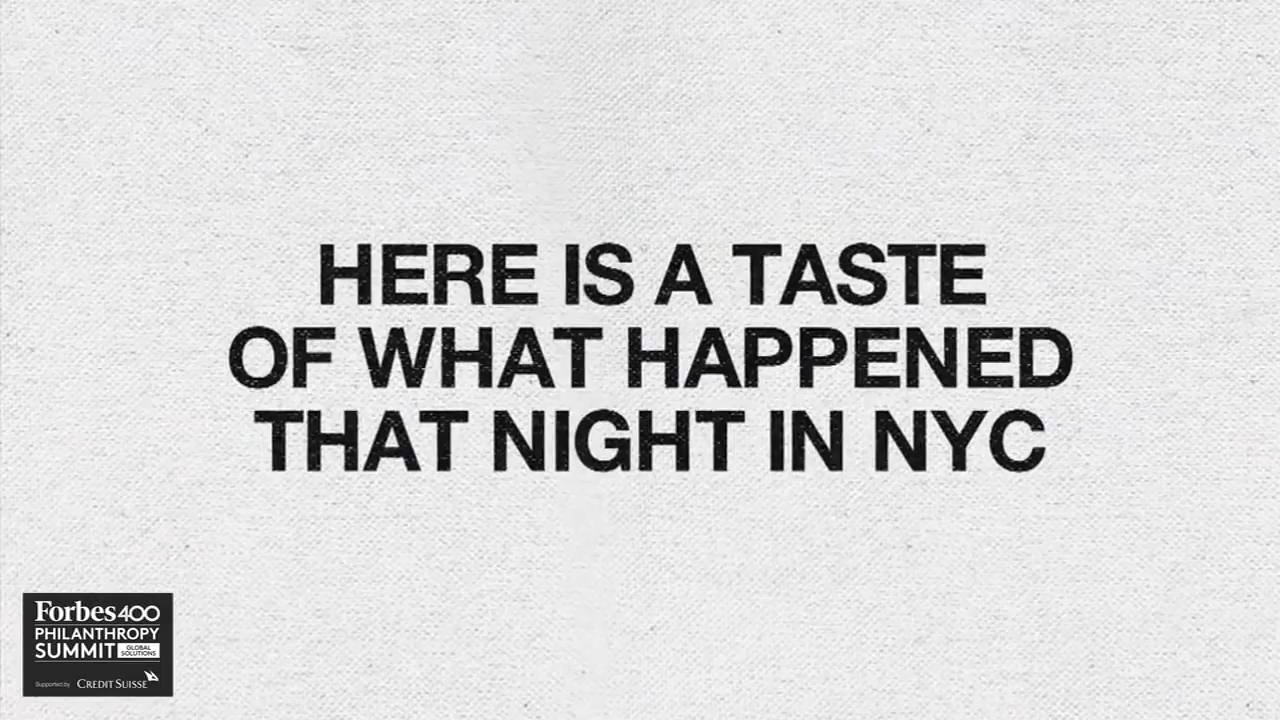 HERE IS A TASTE
OF WHAT HAPPENED
THAT NIGHT IN NYC
Forbes400
PHILANTHROPY
SUMMIT GLOBAL SOLUTIONS
Supported by CREDIT SUISSE